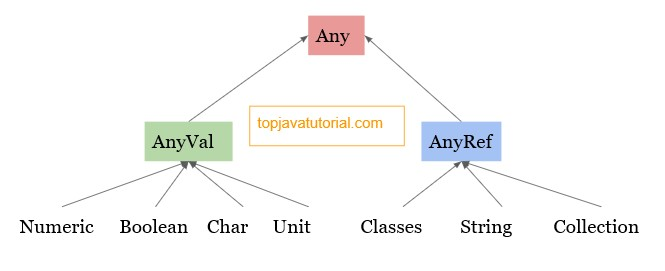 Any
topjavatutorial.com
AnyVal
AnyRef
Numeric Boolean Char Unit Classes String Collection